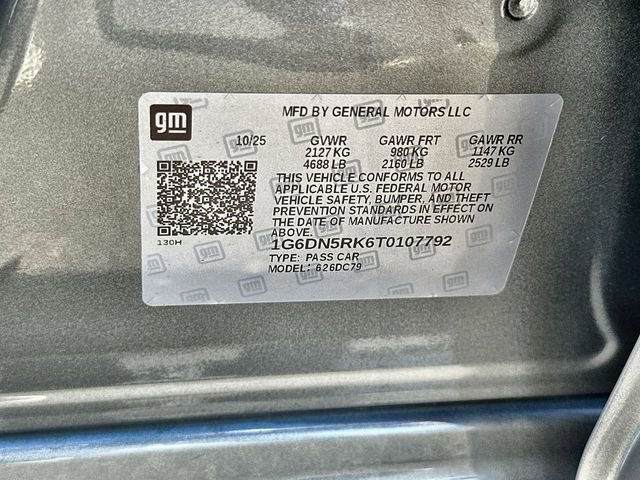 gm
MFD BY GENERAL MOTORS LLC
10/25 GVWR GAWR FRT GAWR RR
2127 KG 980 KG 1147 KG
4688 LB 2160 LB 2529 LB
THIS VEHICLE CONFORMS TO ALL
APPLICABLE U.S. FEDERAL MOTOR
VEHICLE SAFETY, BUMPER, AND THEFT
PREVENTION STANDARDS IN EFFECT ON
THE DATE OF MANUFACTURE SHOWN
ABOVE.
130H
1G6DN5RK6T0107792
TYPE: PASS CAR
MODEL: 626DC79